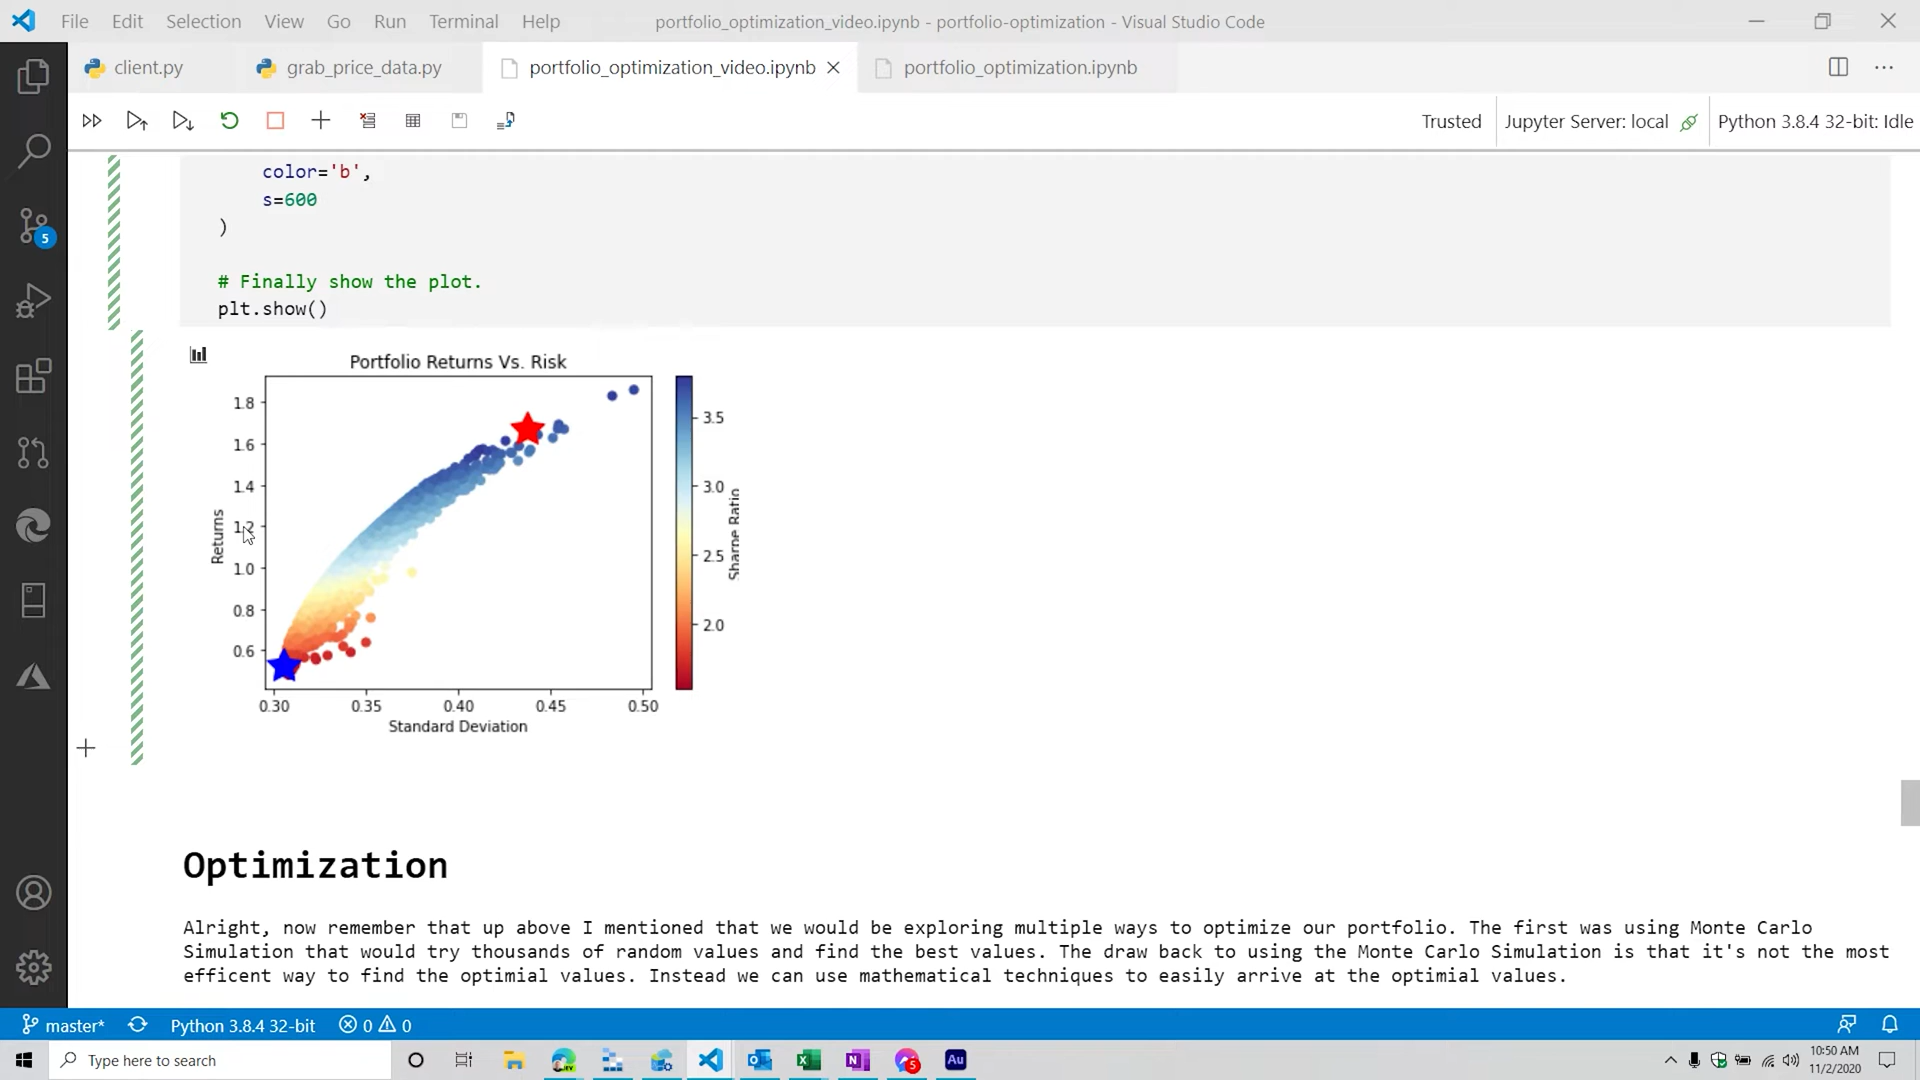 File Edit Selection View Go Run Terminal Help portfolio_optimization_video.ipynb - portfolio-optimization - Visual Studio Code
client.py grab_price_data.py portfolio_optimization_video.ipynb portfolio_optimization.ipynb
Trusted Jupyter Server: local Python 3.8.4 32-bit: Idle
color='b',
s=600
)
# Finally show the plot.
plt.show()
5
Portfolio Returns Vs. Risk
1.8
1.6
1.4
1.2
1.0
0.8
0.6
Returns
0.30 0.35 0.40 0.45 0.50
Standard Deviation
3.5
3.0
2.5
2.0
Sharpe Ratio
Optimization
Alright, now remember that up above I mentioned that we would be exploring multiple ways to optimize our portfolio. The first was using Monte Carlo
Simulation that would try thousands of random values and find the best values. The draw back to using the Monte Carlo Simulation is that it's not the most
efficent way to find the optimial values. Instead we can use mathematical techniques to easily arrive at the optimial values.
master* Python 3.8.4 32-bit 0 0
Type here to search
Au
5
10:50 AM
11/2/2020